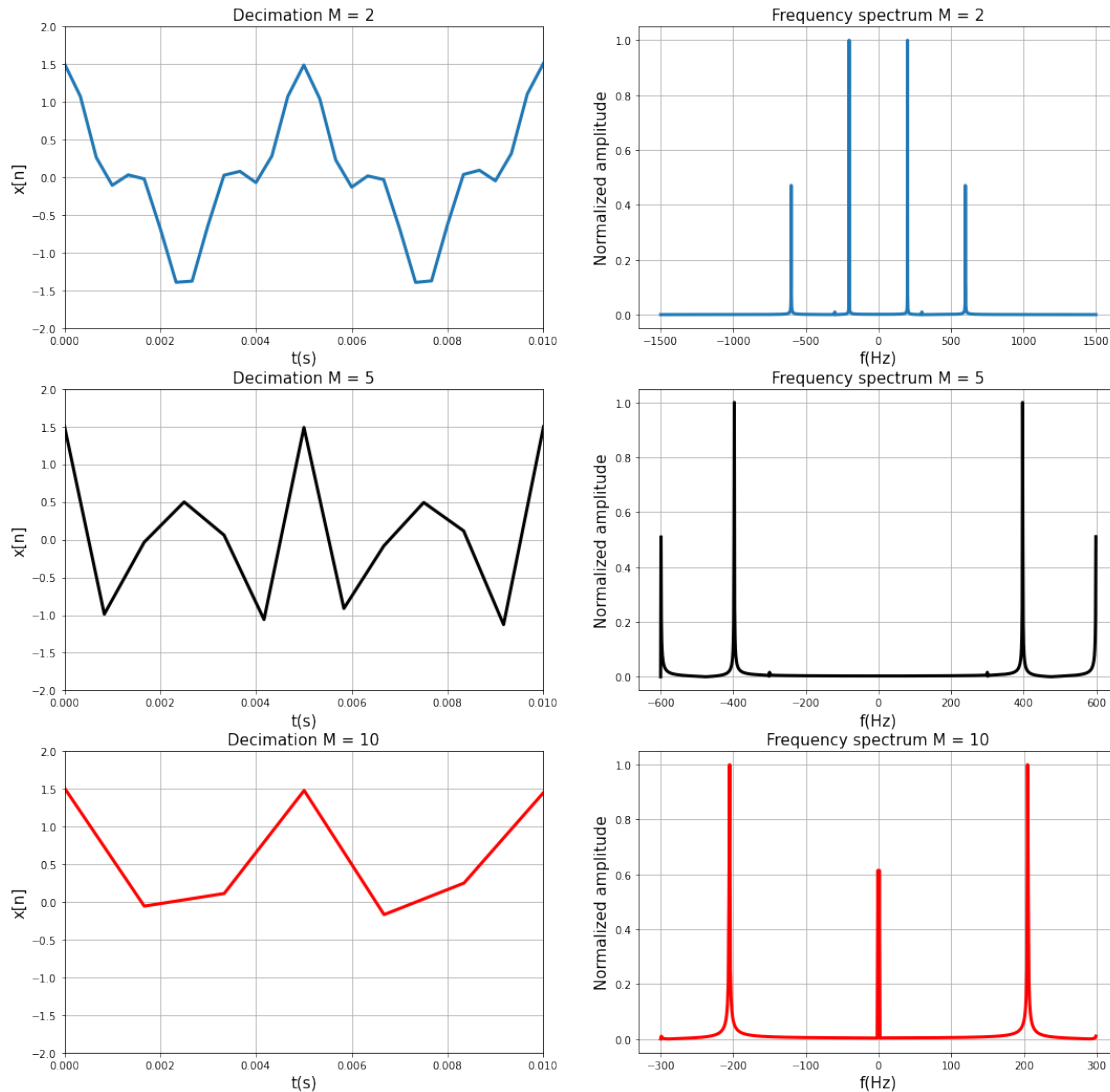 Decimation M = 2
2.0
1.5
1.0
0.5
0.0
−0.5
−1.0
−1.5
−2.0
x[n]
0.000 0.002 0.004 0.006 0.008 0.010
t(s)
Frequency spectrum M = 2
1.0
0.8
0.6
0.4
0.2
0.0
Normalized amplitude
−1500 −1000 −500 0 500 1000 1500
f(Hz)
Decimation M = 5
2.0
1.5
1.0
0.5
0.0
−0.5
−1.0
−1.5
−2.0
x[n]
0.000 0.002 0.004 0.006 0.008 0.010
t(s)
Frequency spectrum M = 5
1.0
0.8
0.6
0.4
0.2
0.0
Normalized amplitude
−600 −400 −200 0 200 400 600
f(Hz)
Decimation M = 10
2.0
1.5
1.0
0.5
0.0
−0.5
−1.0
−1.5
−2.0
x[n]
0.000 0.002 0.004 0.006 0.008 0.010
t(s)
Frequency spectrum M = 10
1.0
0.8
0.6
0.4
0.2
0.0
Normalized amplitude
−300 −200 −100 0 100 200 300
f(Hz)